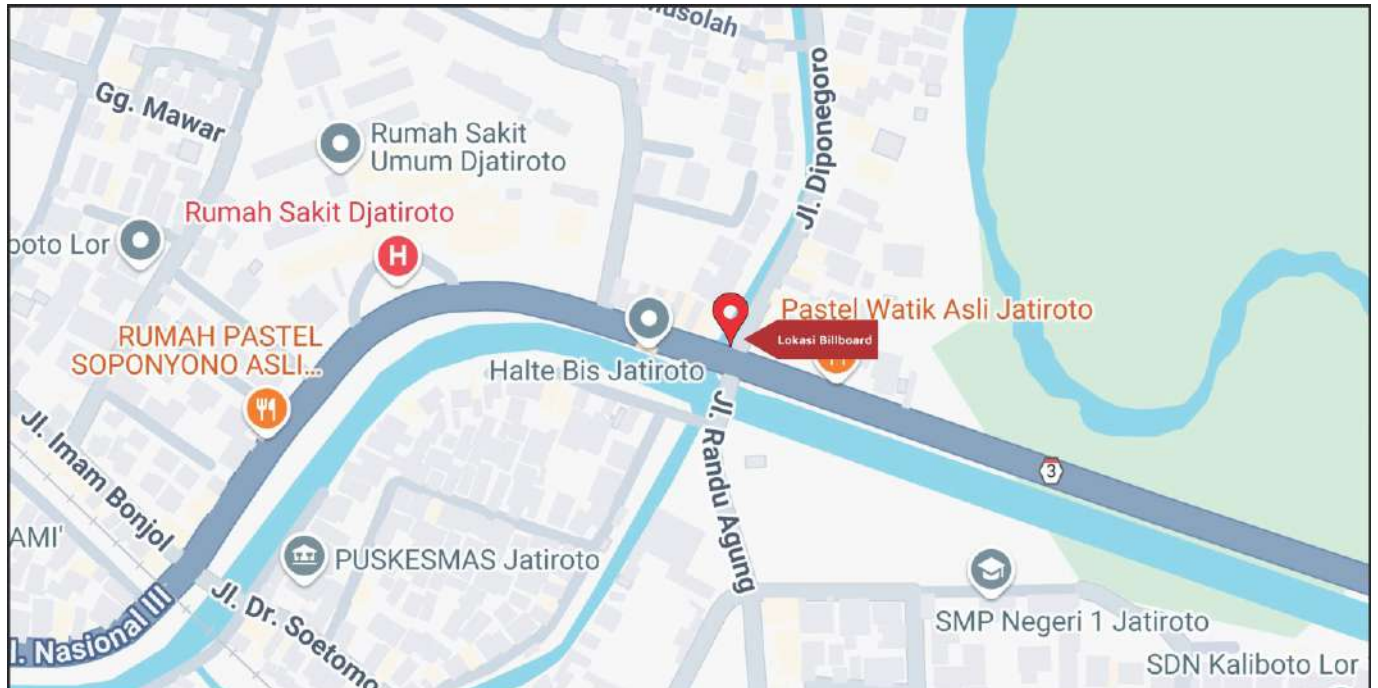 musolah
Gg. Mawar
Rumah Sakit
Umum Djatiroto
Jl. Diponegoro
Rumah Sakit Djatiroto
H
boto Lor
Pastel Watik Asli Jatiroto
RUMAH PASTEL
SOPONYONO ASLI...
Lokasi Billboard
Halte Bis Jatiroto
Jl. Randu Agung
Jl. Imam Bonjol
3
AMI'
PUSKESMAS Jatiroto
Jl. Dr. Soetomo
l. Nasional III
SMP Negeri 1 Jatiroto
SDN Kaliboto Lor